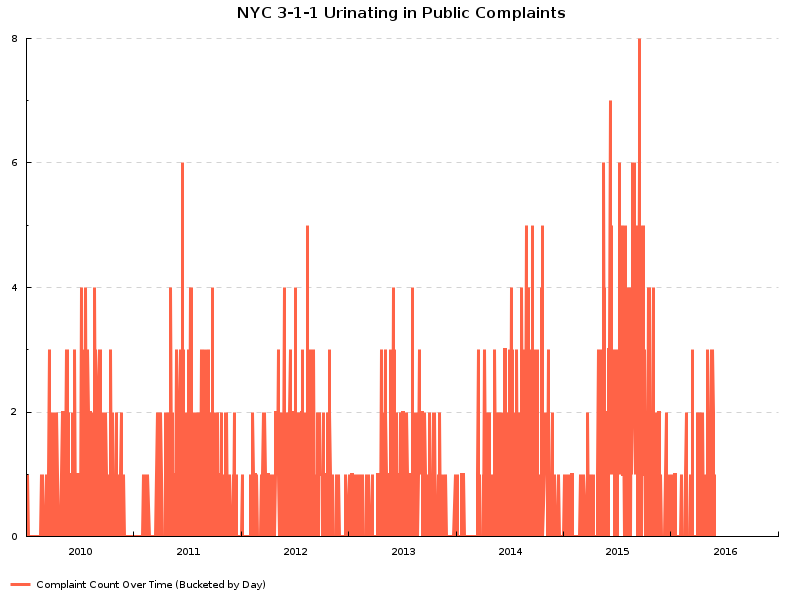 NYC 3-1-1 Urinating in Public Complaints
8
6
4
2
0
2010 2011 2012 2013 2014 2015 2016
Complaint Count Over Time (Bucketed by Day)